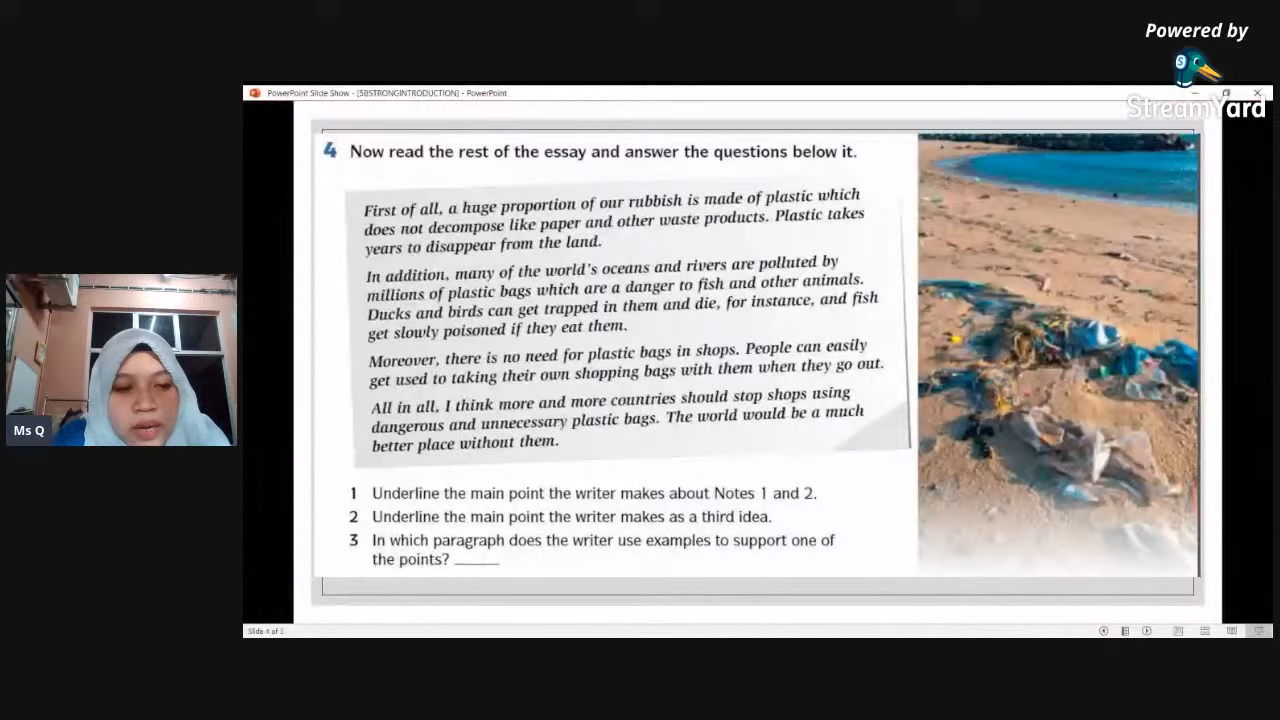 Powered by
StreamYard
PowerPoint Slide Show - [5BSTRONGINTRODUCTION] - PowerPoint
4 Now read the rest of the essay and answer the questions below it.
First of all, a huge proportion of our rubbish is made of plastic which
does not decompose like paper and other waste products. Plastic takes
years to disappear from the land.
In addition, many of the world's oceans and rivers are polluted by
millions of plastic bags which are a danger to fish and other animals.
Ducks and birds can get trapped in them and die, for instance, and fish
get slowly poisoned if they eat them.
Moreover, there is no need for plastic bags in shops. People can easily
get used to taking their own shopping bags with them when they go out.
All in all, I think more and more countries should stop shops using
dangerous and unnecessary plastic bags. The world would be a much
better place without them.
1 Underline the main point the writer makes about Notes 1 and 2.
2 Underline the main point the writer makes as a third idea.
3 In which paragraph does the writer use examples to support one of
the points? ______
Ms Q
Slide 4 of 5